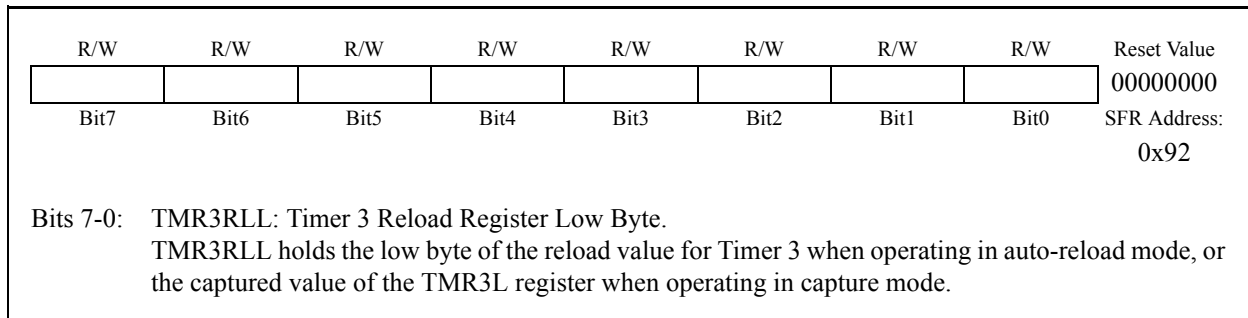 R/W R/W R/W R/W R/W R/W R/W R/W Reset Value
00000000
Bit7 Bit6 Bit5 Bit4 Bit3 Bit2 Bit1 Bit0 SFR Address:
0x92
Bits 7-0: TMR3RLL: Timer 3 Reload Register Low Byte.
TMR3RLL holds the low byte of the reload value for Timer 3 when operating in auto-reload mode, or
the captured value of the TMR3L register when operating in capture mode.